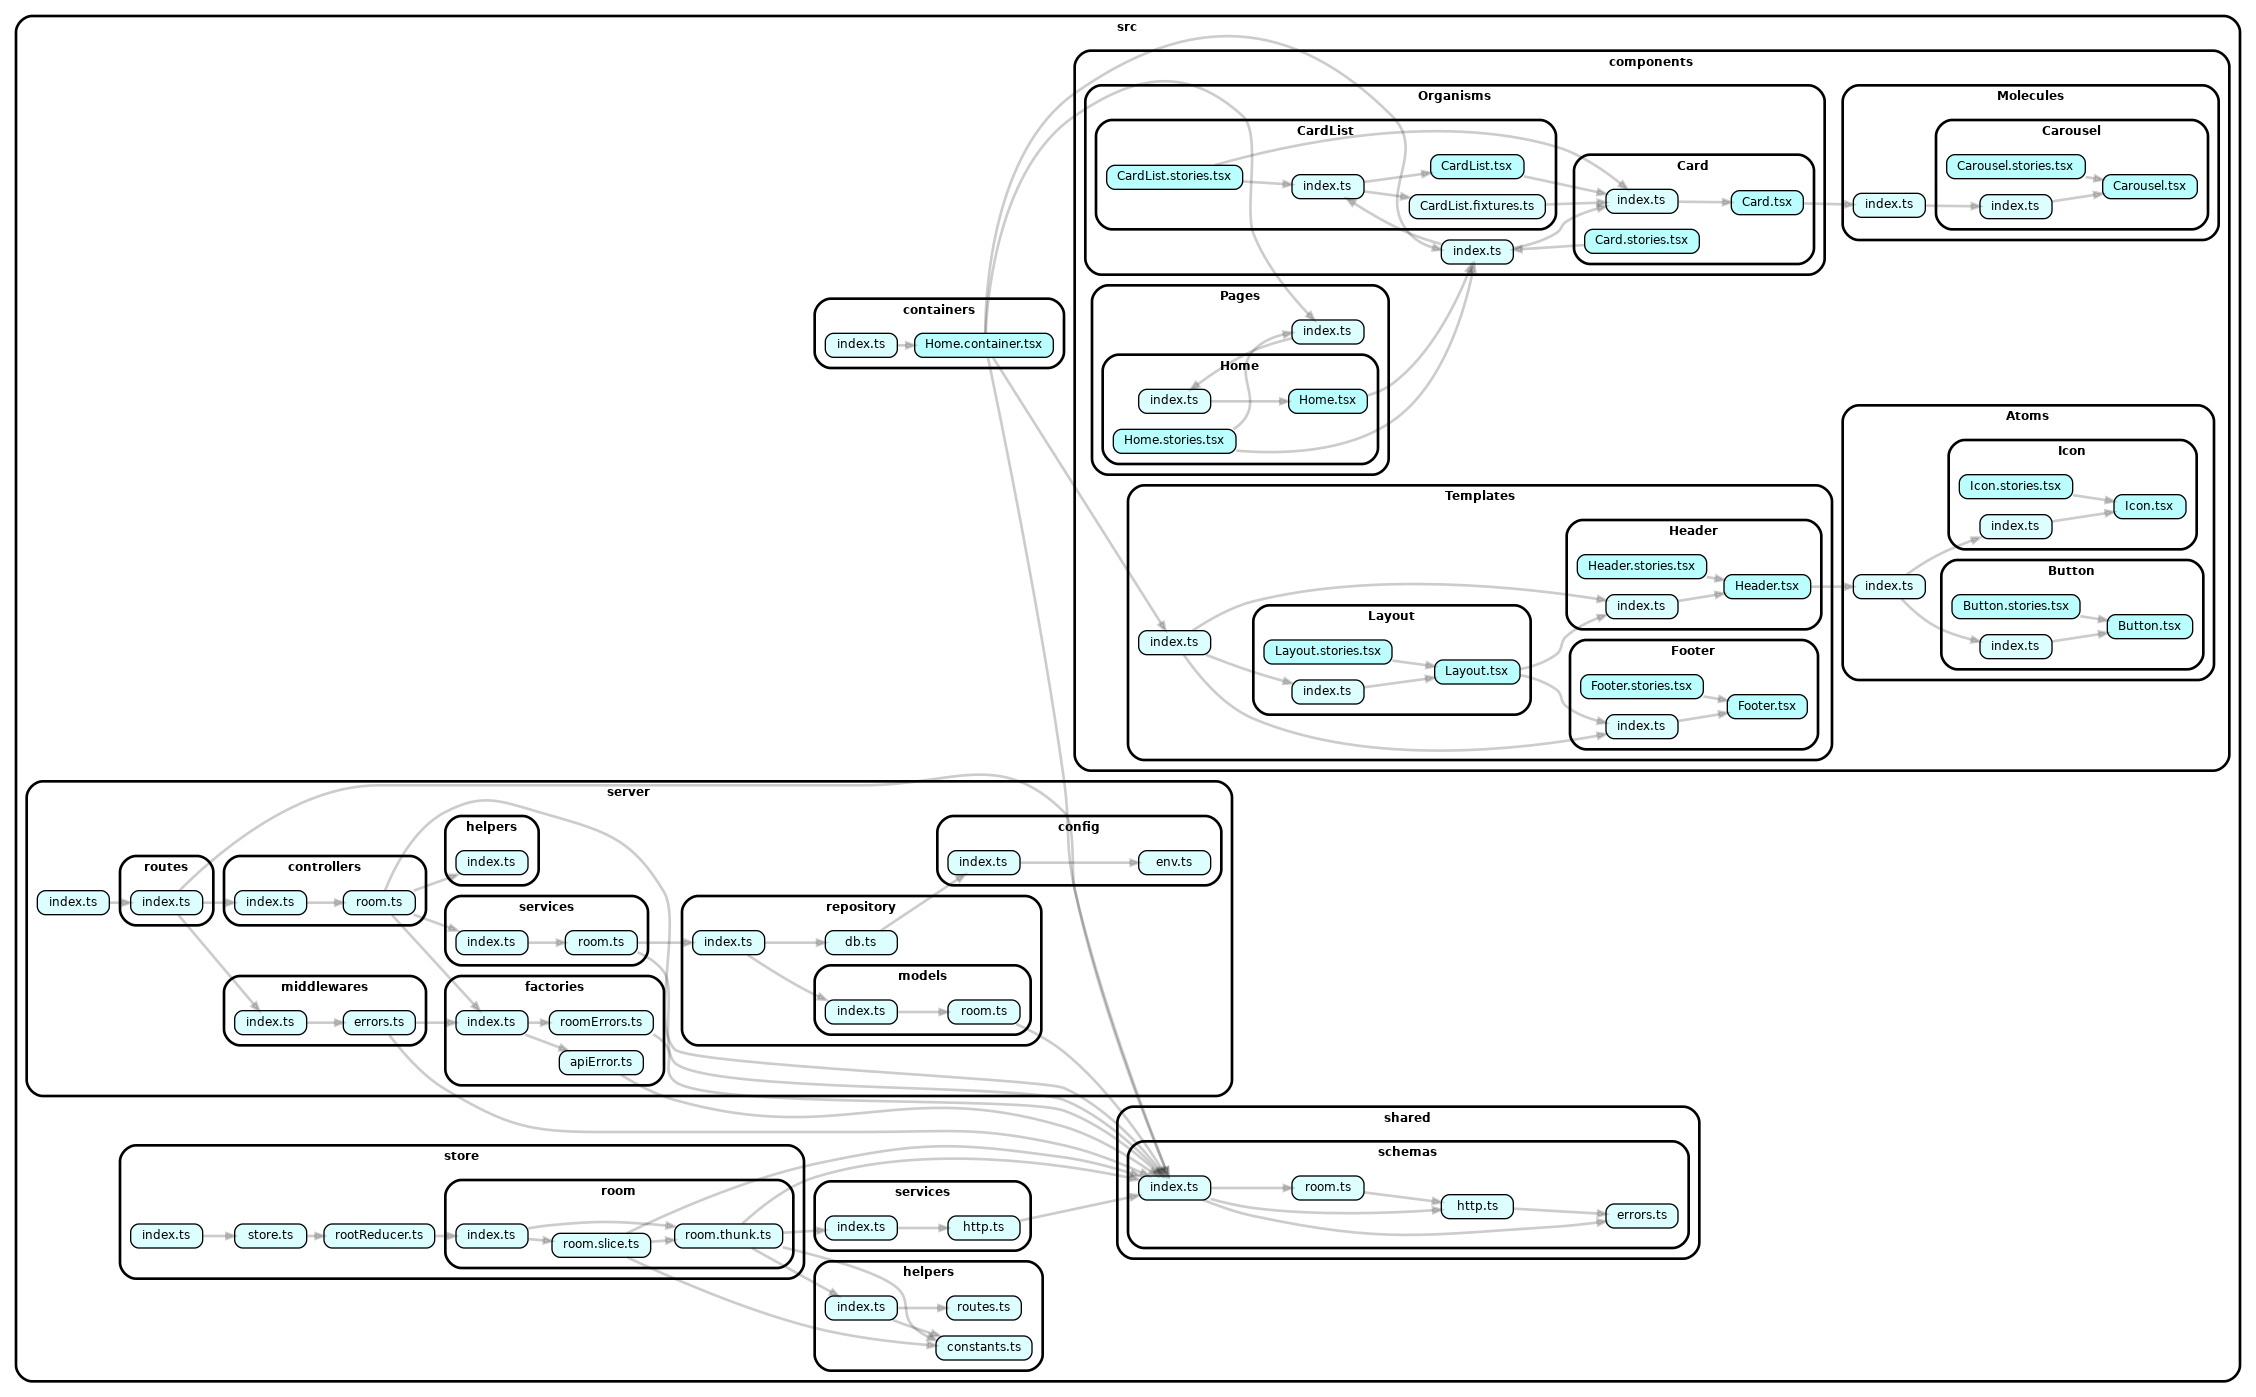 src
components
Organisms
CardList
CardList.stories.tsx
index.ts
CardList.tsx
CardList.fixtures.ts
index.ts
Card
index.ts
Card.tsx
Card.stories.tsx
Molecules
index.ts
Carousel
Carousel.stories.tsx
index.ts
Carousel.tsx
containers
index.ts
Home.container.tsx
Pages
index.ts
Home
index.ts
Home.tsx
Home.stories.tsx
Atoms
index.ts
Icon
Icon.stories.tsx
index.ts
Icon.tsx
Button
Button.stories.tsx
index.ts
Button.tsx
Templates
index.ts
Layout
Layout.stories.tsx
index.ts
Layout.tsx
Header
Header.stories.tsx
index.ts
Header.tsx
Footer
Footer.stories.tsx
index.ts
Footer.tsx
server
index.ts
routes
index.ts
controllers
index.ts
room.ts
helpers
index.ts
services
index.ts
room.ts
middlewares
index.ts
errors.ts
factories
index.ts
roomErrors.ts
apiError.ts
repository
index.ts
db.ts
models
index.ts
room.ts
config
index.ts
env.ts
shared
schemas
index.ts
room.ts
http.ts
errors.ts
store
index.ts
store.ts
rootReducer.ts
room
index.ts
room.slice.ts
room.thunk.ts
services
index.ts
http.ts
helpers
index.ts
routes.ts
constants.ts